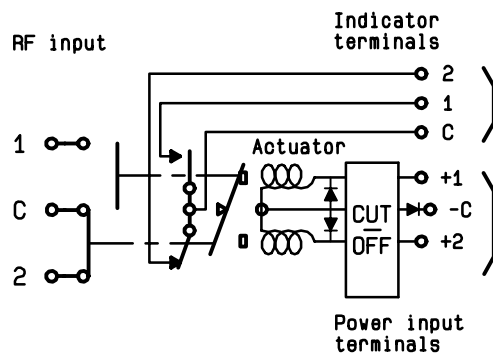 Indicator
terminals
RF input
2
1
C
Actuator
1
C
2
+1
-C
+2
CUT
OFF
Power input
terminals